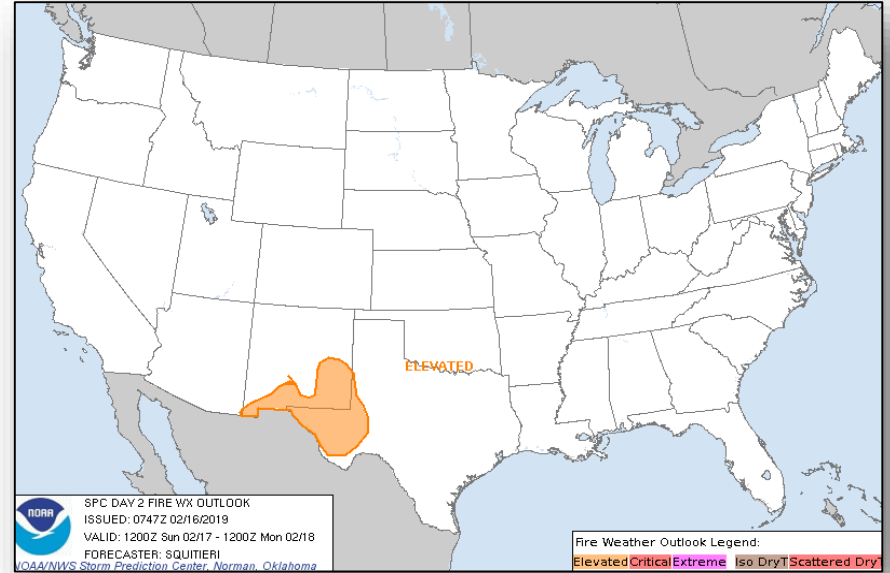 ELEVATED
NOAA
SPC DAY 2 FIRE WX OUTLOOK
ISSUED: 0747Z 02/16/2019
VALID: 1200Z Sun 02/17 - 1200Z Mon 02/18
FORECASTER: SQUITIERI
NOAA/NWS Storm Prediction Center, Norman, Oklahoma
Fire Weather Outlook Legend:
Elevated Critical Extreme Iso DryT Scattered DryT